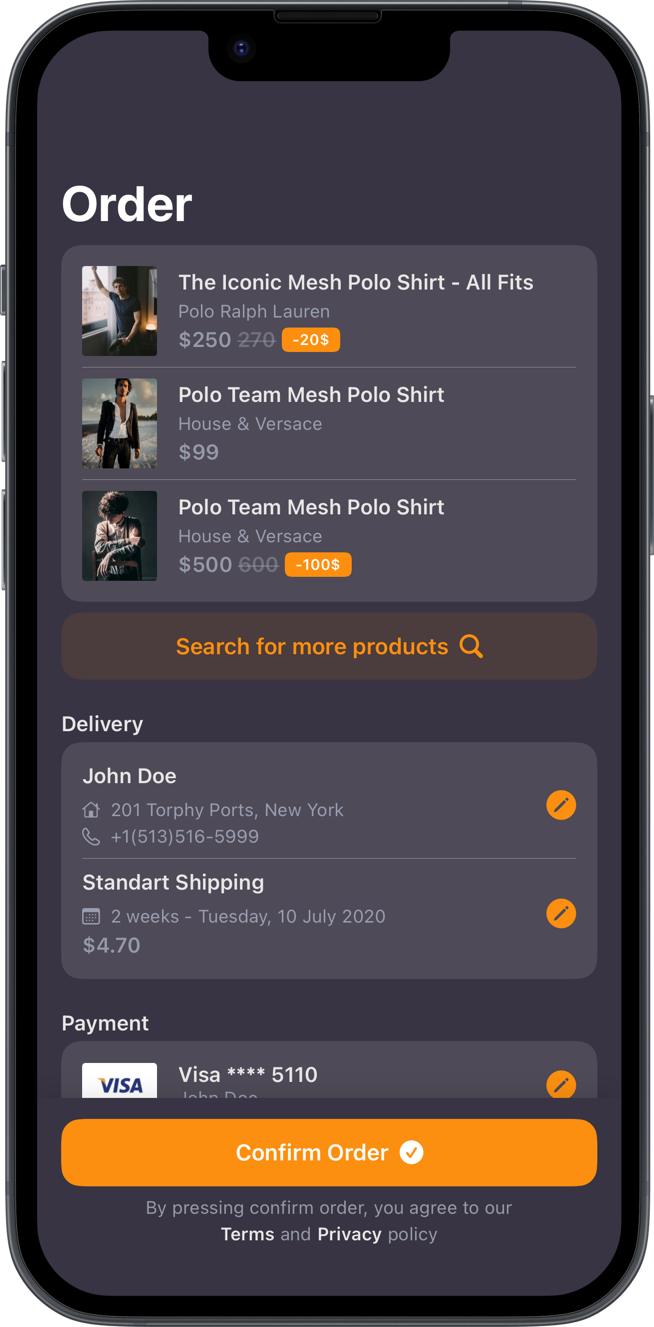 Order
The Iconic Mesh Polo Shirt - All Fits
Polo Ralph Lauren
$250 270 -20$
Polo Team Mesh Polo Shirt
House & Versace
$99
Polo Team Mesh Polo Shirt
House & Versace
$500 600 -100$
Search for more products
Delivery
John Doe
201 Torphy Ports, New York
+1(513)516-5999
Standart Shipping
2 weeks - Tuesday, 10 July 2020
$4.70
Payment
VISA
Visa **** 5110
John Doe
Confirm Order
By pressing confirm order, you agree to our
Terms and Privacy policy